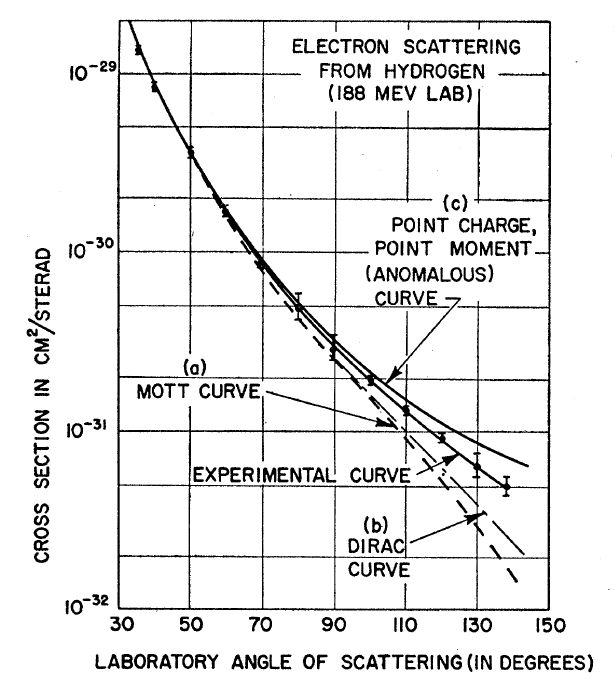 ELECTRON SCATTERING
FROM HYDROGEN
(188 MEV LAB)
10⁻²⁹
(c)
POINT CHARGE,
POINT MOMENT
(ANOMALOUS)
CURVE
10⁻³⁰
(a)
MOTT CURVE
10⁻³¹
EXPERIMENTAL CURVE
(b)
DIRAC
CURVE
10⁻³²
30 50 70 90 110 130 150
LABORATORY ANGLE OF SCATTERING (IN DEGREES)
CROSS SECTION IN CM²/STERAD